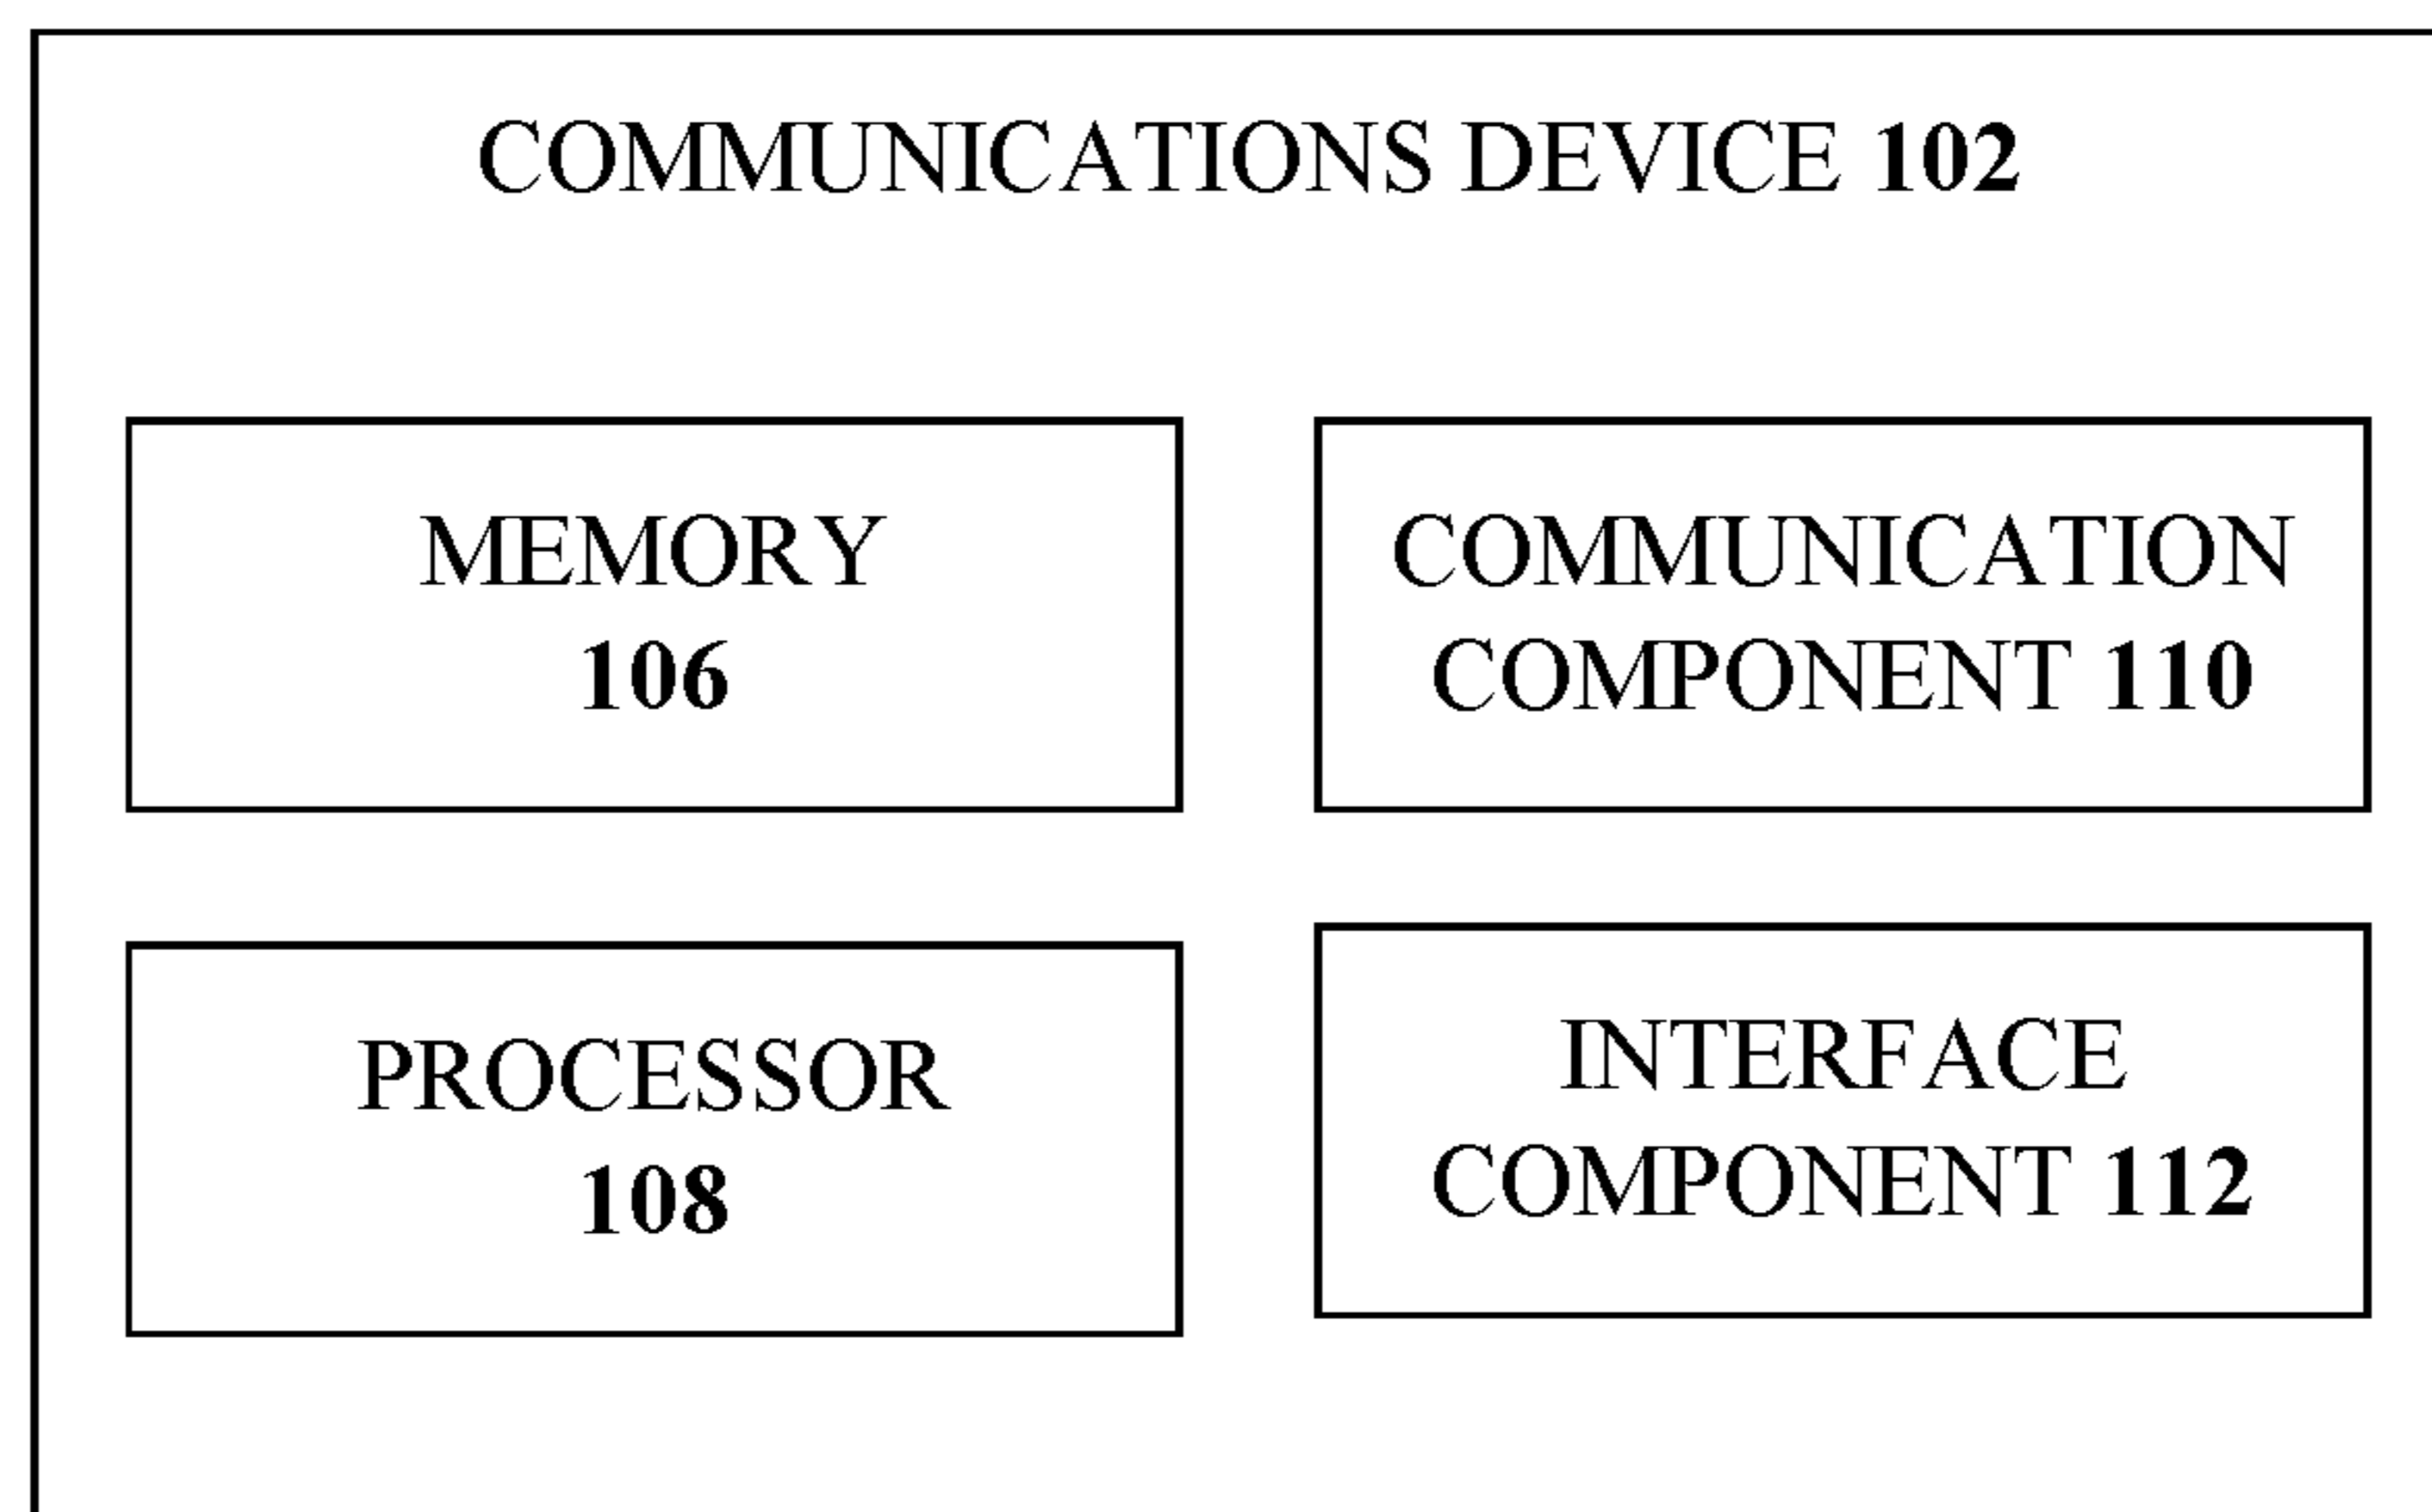 COMMUNICATIONS DEVICE 102
MEMORY
106
COMMUNICATION
COMPONENT 110
PROCESSOR
108
INTERFACE
COMPONENT 112